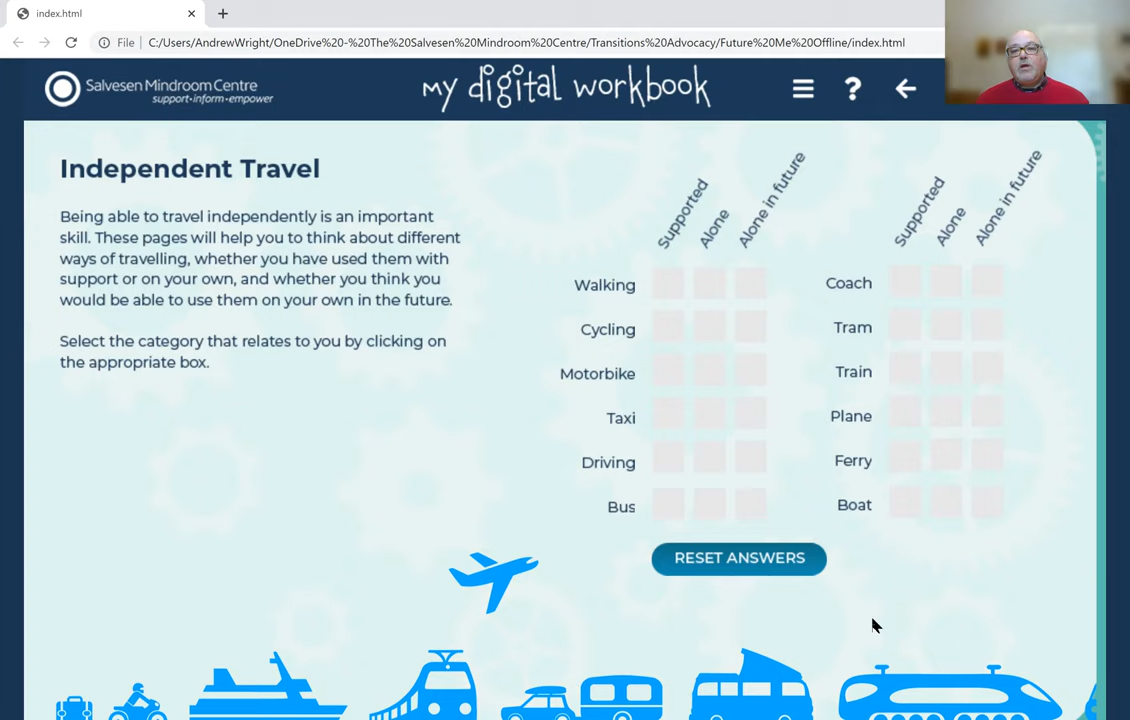 index.html
File
C:/Users/AndrewWright/OneDrive%20-%20The%20Salvesen%20Mindroom%20Centre/Transitions%20Advocacy/Future%20Me%20Offline/index.html
Salvesen Mindroom Centre
support·inform·empower
my digital workbook
?
Independent Travel
Being able to travel independently is an important
skill. These pages will help you to think about different
ways of travelling, whether you have used them with
support or on your own, and whether you think you
would be able to use them on your own in the future.
Select the category that relates to you by clicking on
the appropriate box.
Supported
Alone
Alone in future
Walking
Cycling
Motorbike
Taxi
Driving
Bus
Supported
Alone
Alone in future
Coach
Tram
Train
Plane
Ferry
Boat
RESET ANSWERS